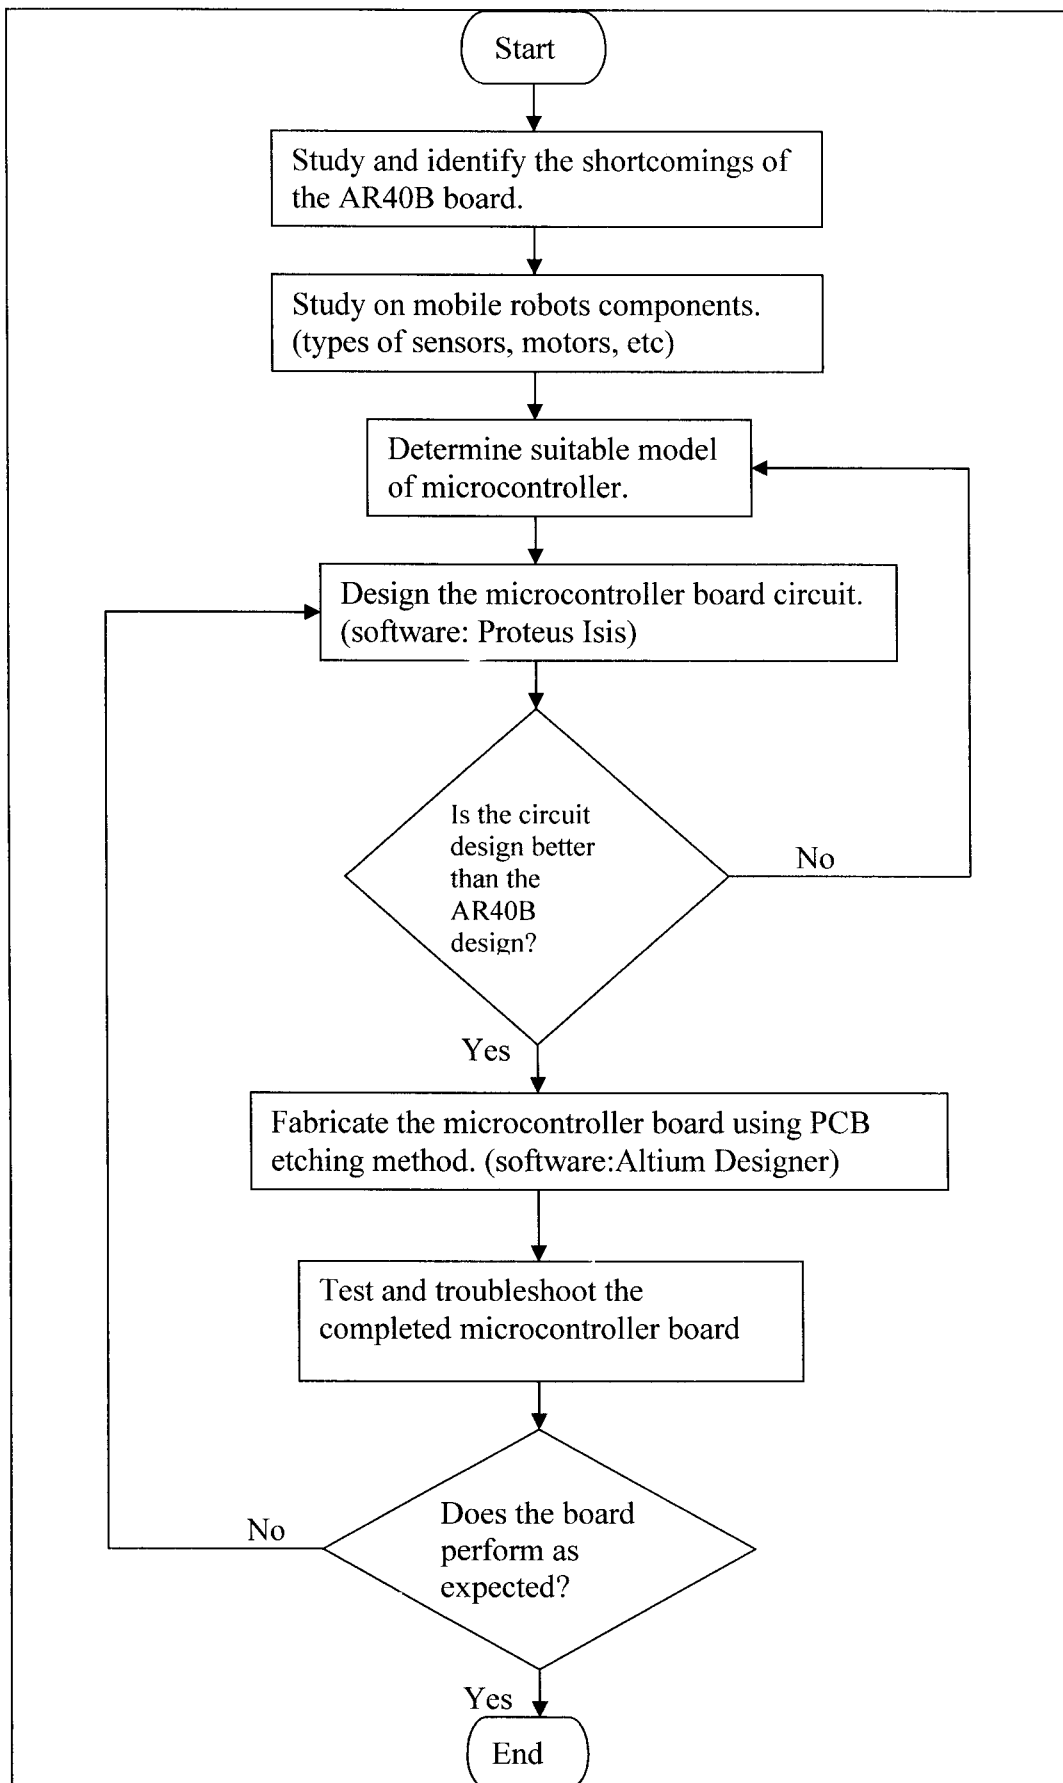 Start
Study and identify the shortcomings of
the AR40B board.
Study on mobile robots components.
(types of sensors, motors, etc)
Determine suitable model
of microcontroller.
Design the microcontroller board circuit.
(software: Proteus Isis)
Is the circuit
design better
than the
AR40B
design?
No
Yes
Fabricate the microcontroller board using PCB
etching method. (software:Altium Designer)
Test and troubleshoot the
completed microcontroller board
Does the board
perform as
expected?
No
Yes
End